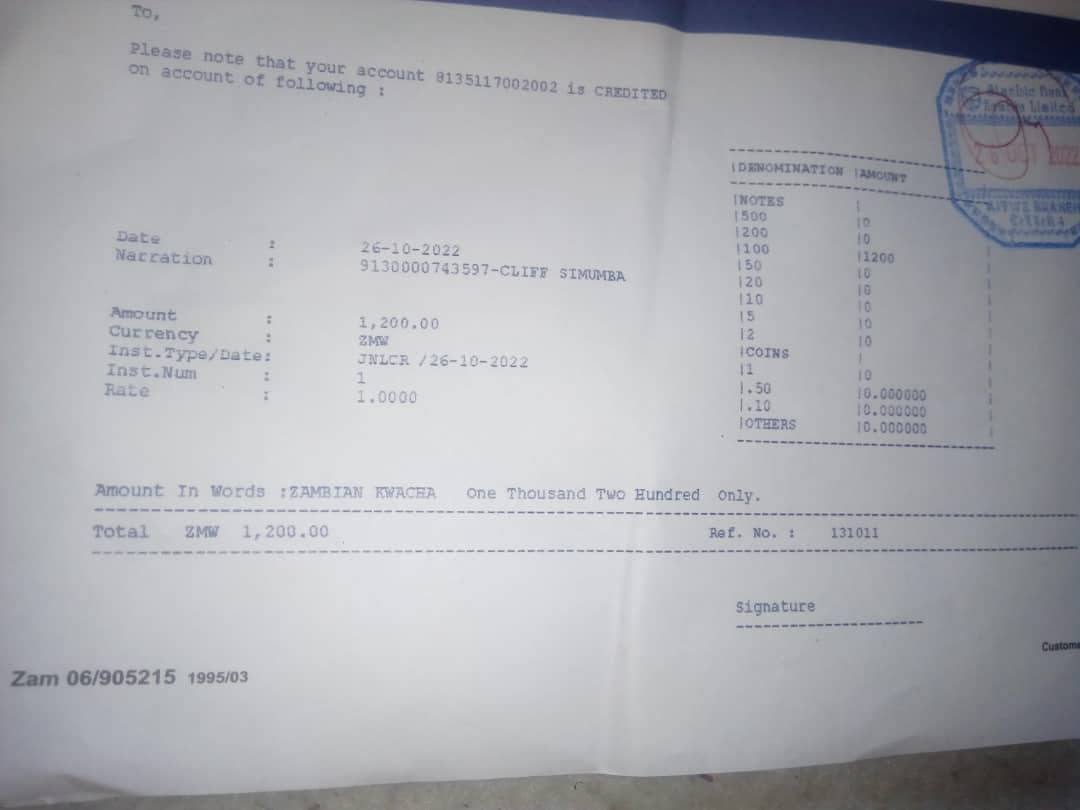 To,
Please note that your account 8135117002002 is CREDITED
on account of following :
Date : 26-10-2022
Narration : 9130000743597-CLIFF SIMUMBA
Amount : 1,200.00
Currency : ZMW
Inst.Type/Date: JNLCR /26-10-2022
Inst.Num : 1
Rate : 1.0000
|DENOMINATION |AMOUNT
|NOTES |
|500 |0
|200 |0
|100 |1200
|50 |0
|20 |0
|10 |0
|5 |0
|2 |0
|COINS |
|1 |0
|.50 |0.000000
|.10 |0.000000
|OTHERS |0.000000
Limited
26 OCT 2022
Amount In Words :ZAMBIAN KWACHA One Thousand Two Hundred Only.
Total ZMW 1,200.00 Ref. No. : 131011
Signature
Zam 06/905215 1995/03